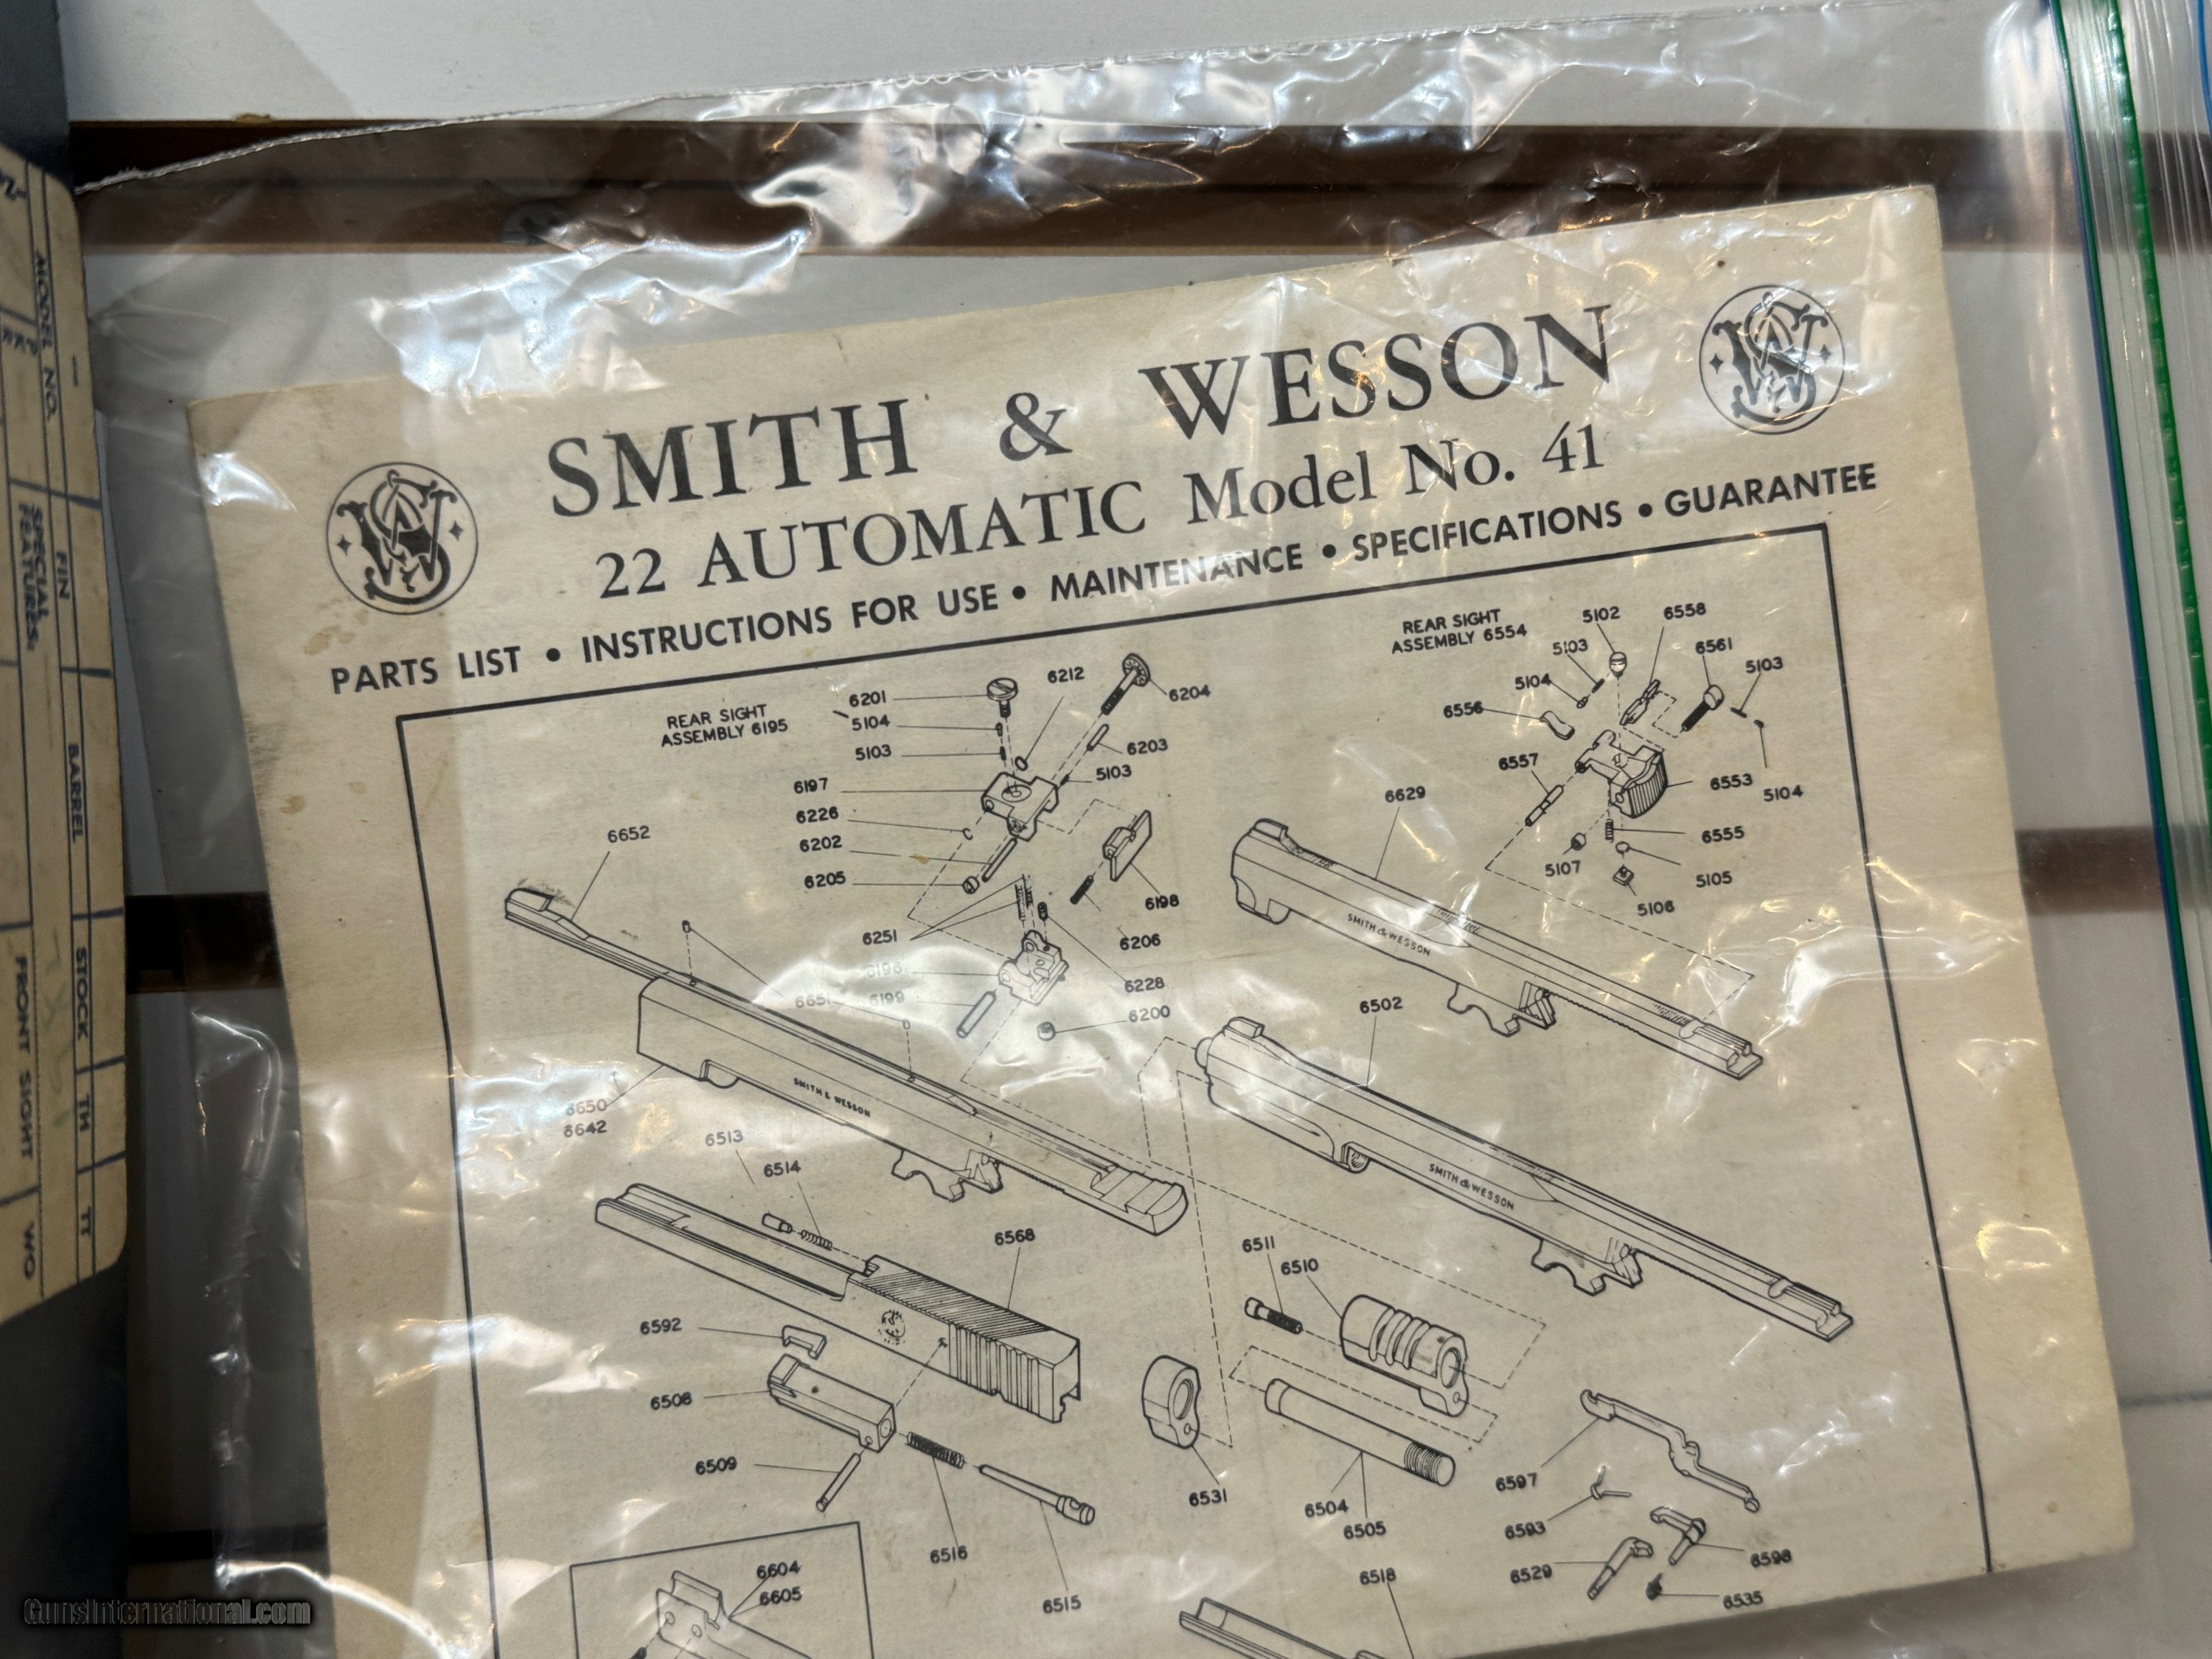 SMITH & WESSON
22 AUTOMATIC Model No. 41
PARTS LIST • INSTRUCTIONS FOR USE • MAINTENANCE • SPECIFICATIONS • GUARANTEE
REAR SIGHT
ASSEMBLY 6195
6201
5104
5103
6197
6226
6202
6205
6212
6204
6203
5103
6198
6206
6251
6199
6228
6200
6652
6651
6650
6642
SMITH & WESSON
REAR SIGHT
ASSEMBLY 6554
5102
6558
5103
6561
5103
5104
6556
6557
6553
5104
6555
5107
5105
5106
6629
SMITH & WESSON
6502
SMITH & WESSON
6513
6514
6568
6592
6508
6509
6516
6515
6511
6510
6531
6504
6505
6597
6593
6529
6598
6535
6518
6604
6605
MODEL NO.
FIN
BARREL
STOCK
TH
TT
SPECIAL
FEATURES:
FRONT SIGHT
WO
GunsInternational.com